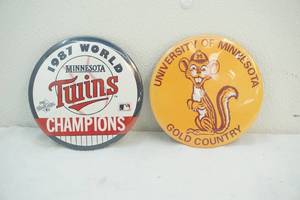 1987 WORLD
MINNESOTA
Twins
CHAMPIONS
UNIVERSITY OF MINNESOTA
M
GOLD COUNTRY